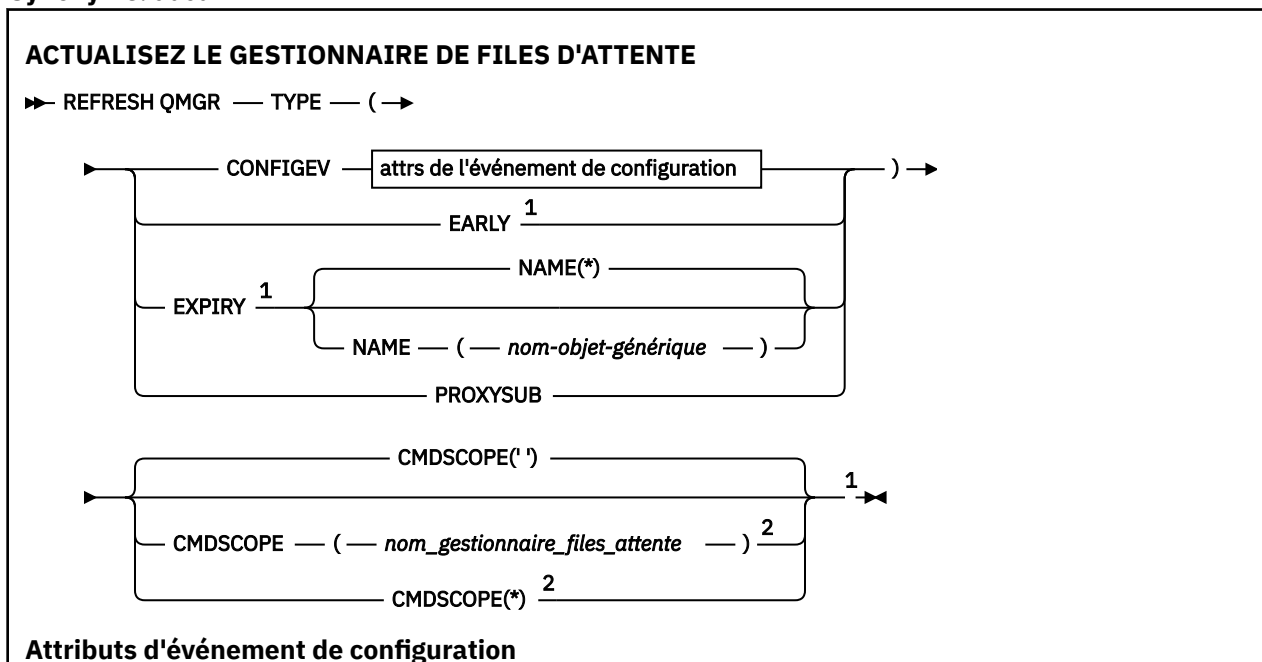 ACTUALISEZ LE GESTIONNAIRE DE FILES D'ATTENTE
REFRESH QMGR TYPE (
CONFIGEV attrs de l'événement de configuration )
EARLY 1
NAME(*)
EXPIRY 1
NAME ( nom-objet-générique )
PROXYSUB
CMDSCOPE(' ')
1
CMDSCOPE ( nom_gestionnaire_files_attente ) 2
CMDSCOPE(*) 2
Attributs d'événement de configuration